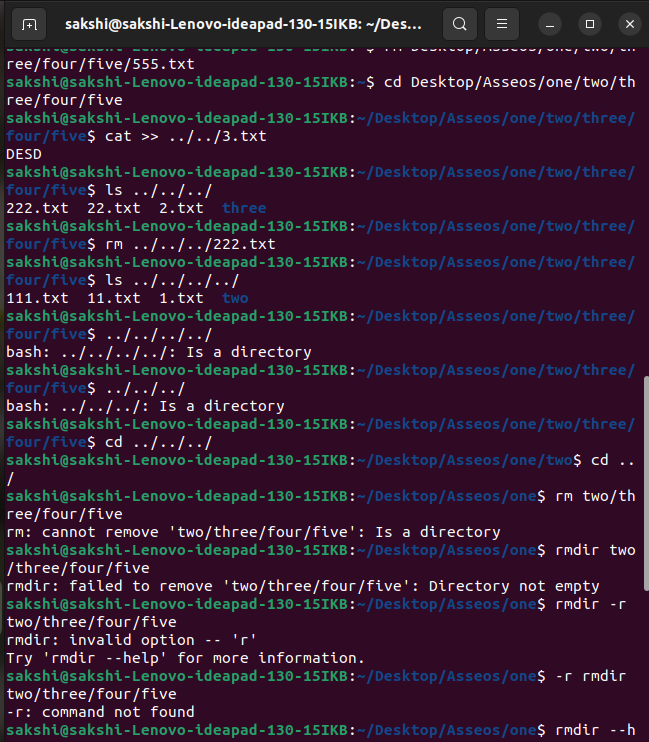 sakshi@sakshi-Lenovo-ideapad-130-15IKB: ~/Des...
ree/four/five/555.txt
sakshi@sakshi-Lenovo-ideapad-130-15IKB:~$ cd Desktop/Asseos/one/two/th
ree/four/five
sakshi@sakshi-Lenovo-ideapad-130-15IKB:~/Desktop/Asseos/one/two/three/
four/five$ cat >> ../../3.txt
DESD
sakshi@sakshi-Lenovo-ideapad-130-15IKB:~/Desktop/Asseos/one/two/three/
four/five$ ls ../../../
222.txt  22.txt  2.txt  three
sakshi@sakshi-Lenovo-ideapad-130-15IKB:~/Desktop/Asseos/one/two/three/
four/five$ rm ../../../222.txt
sakshi@sakshi-Lenovo-ideapad-130-15IKB:~/Desktop/Asseos/one/two/three/
four/five$ ls ../../../../
111.txt  11.txt  1.txt  two
sakshi@sakshi-Lenovo-ideapad-130-15IKB:~/Desktop/Asseos/one/two/three/
four/five$ ../../../../
bash: ../../../../: Is a directory
sakshi@sakshi-Lenovo-ideapad-130-15IKB:~/Desktop/Asseos/one/two/three/
four/five$ ../../../
bash: ../../../: Is a directory
sakshi@sakshi-Lenovo-ideapad-130-15IKB:~/Desktop/Asseos/one/two/three/
four/five$ cd ../../../
sakshi@sakshi-Lenovo-ideapad-130-15IKB:~/Desktop/Asseos/one/two$ cd ..
/
sakshi@sakshi-Lenovo-ideapad-130-15IKB:~/Desktop/Asseos/one$ rm two/th
ree/four/five
rm: cannot remove 'two/three/four/five': Is a directory
sakshi@sakshi-Lenovo-ideapad-130-15IKB:~/Desktop/Asseos/one$ rmdir two
/three/four/five
rmdir: failed to remove 'two/three/four/five': Directory not empty
sakshi@sakshi-Lenovo-ideapad-130-15IKB:~/Desktop/Asseos/one$ rmdir -r
two/three/four/five
rmdir: invalid option -- 'r'
Try 'rmdir --help' for more information.
sakshi@sakshi-Lenovo-ideapad-130-15IKB:~/Desktop/Asseos/one$ -r rmdir
two/three/four/five
-r: command not found
sakshi@sakshi-Lenovo-ideapad-130-15IKB:~/Desktop/Asseos/one$ rmdir --h